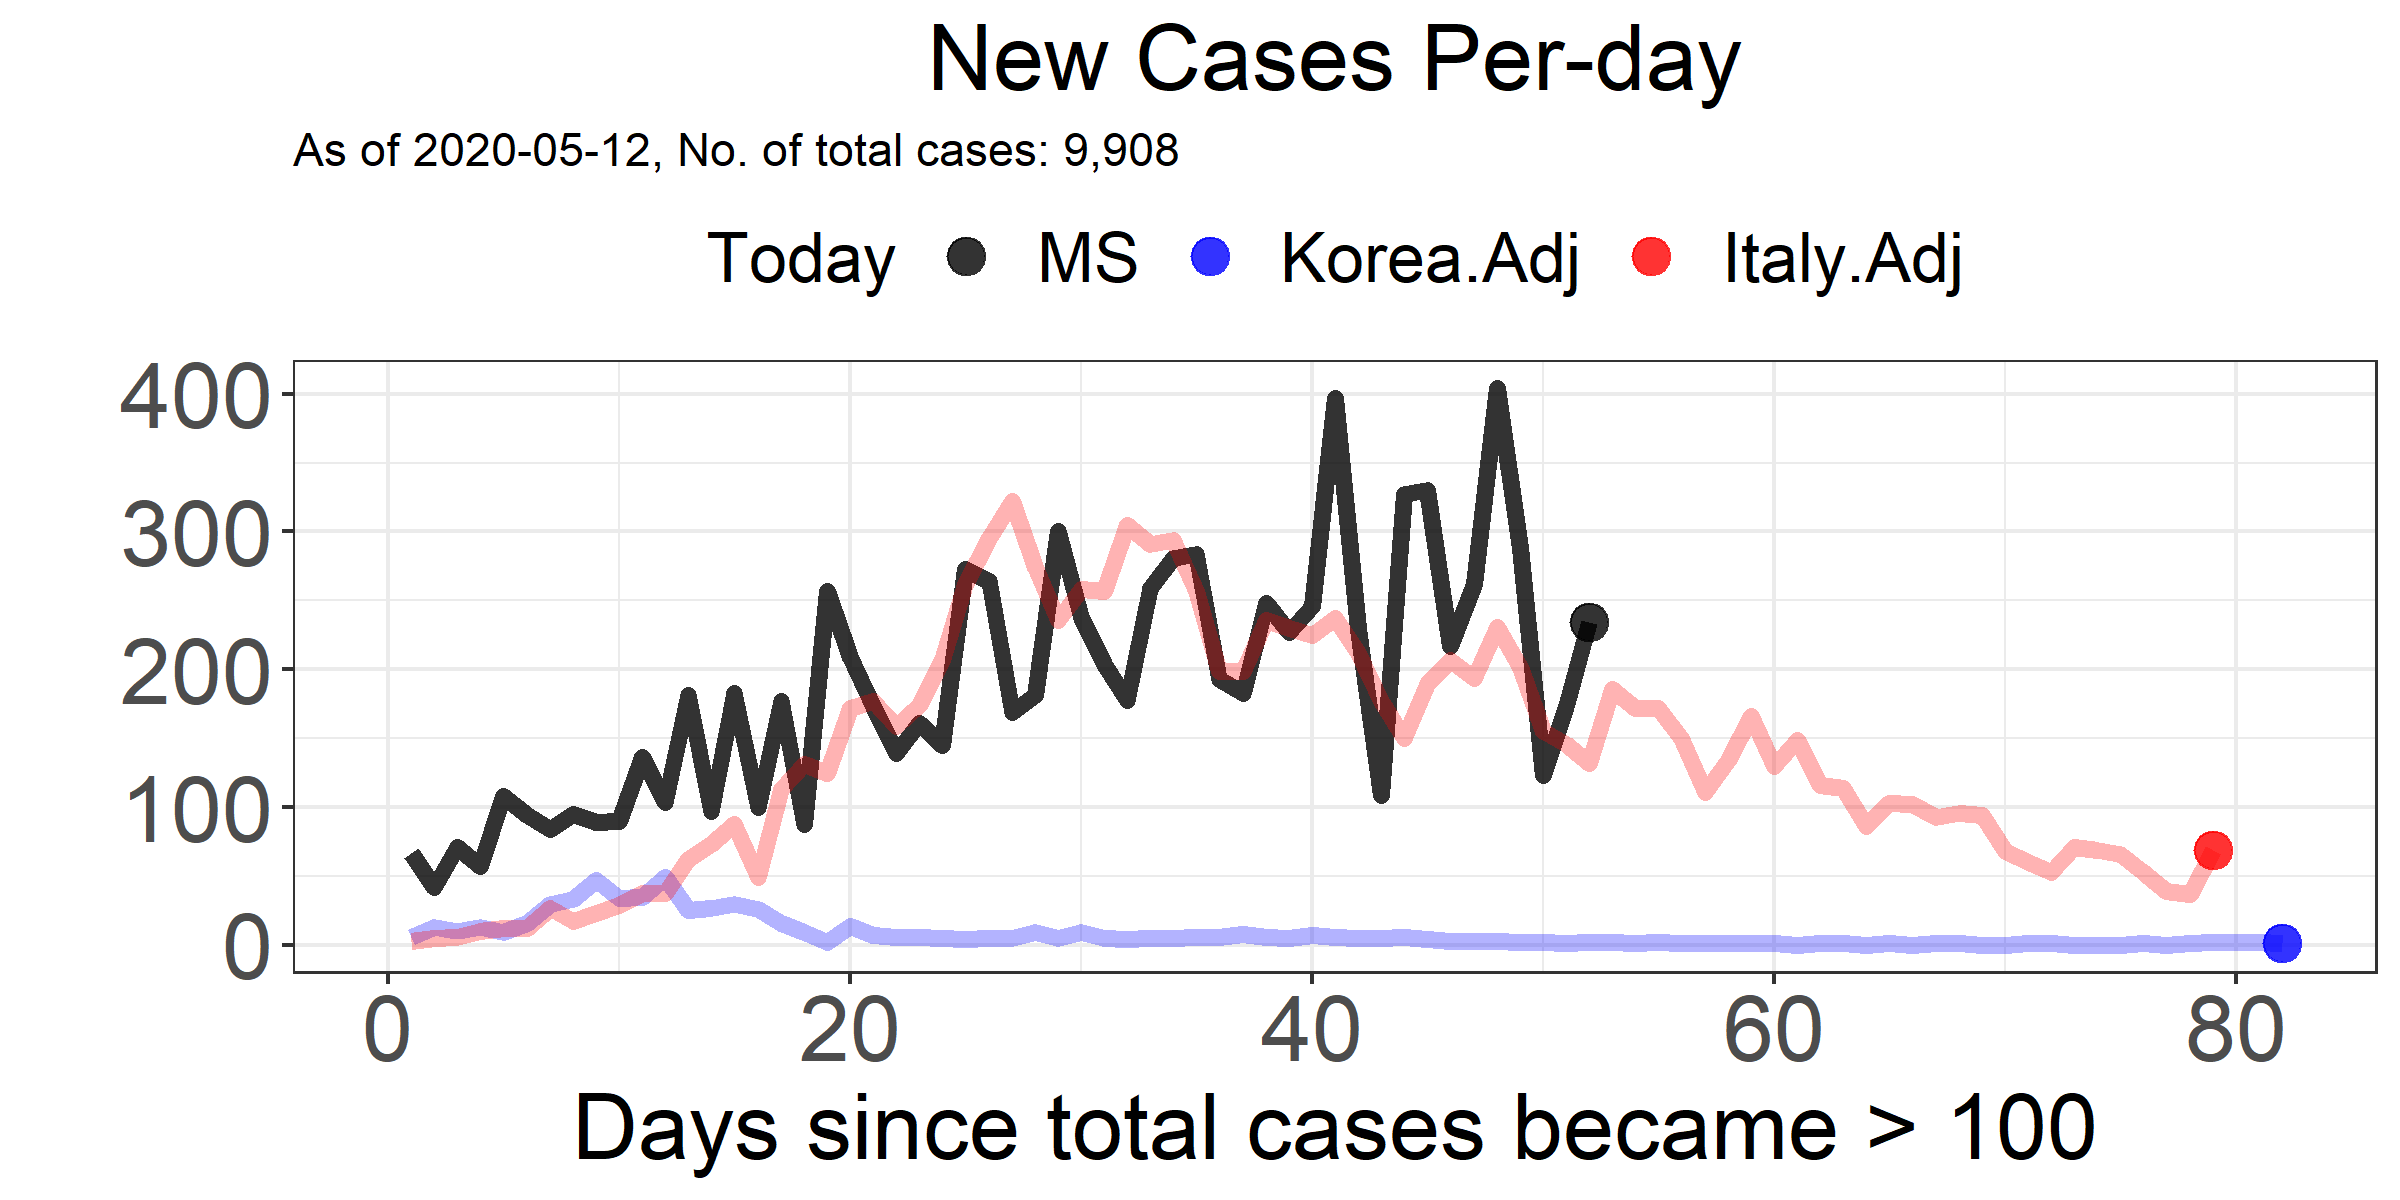 New Cases Per-day
As of 2020-05-12, No. of total cases: 9,908
Today MS Korea.Adj Italy.Adj
400
300
200
100
0
0 20 40 60 80
Days since total cases became > 100